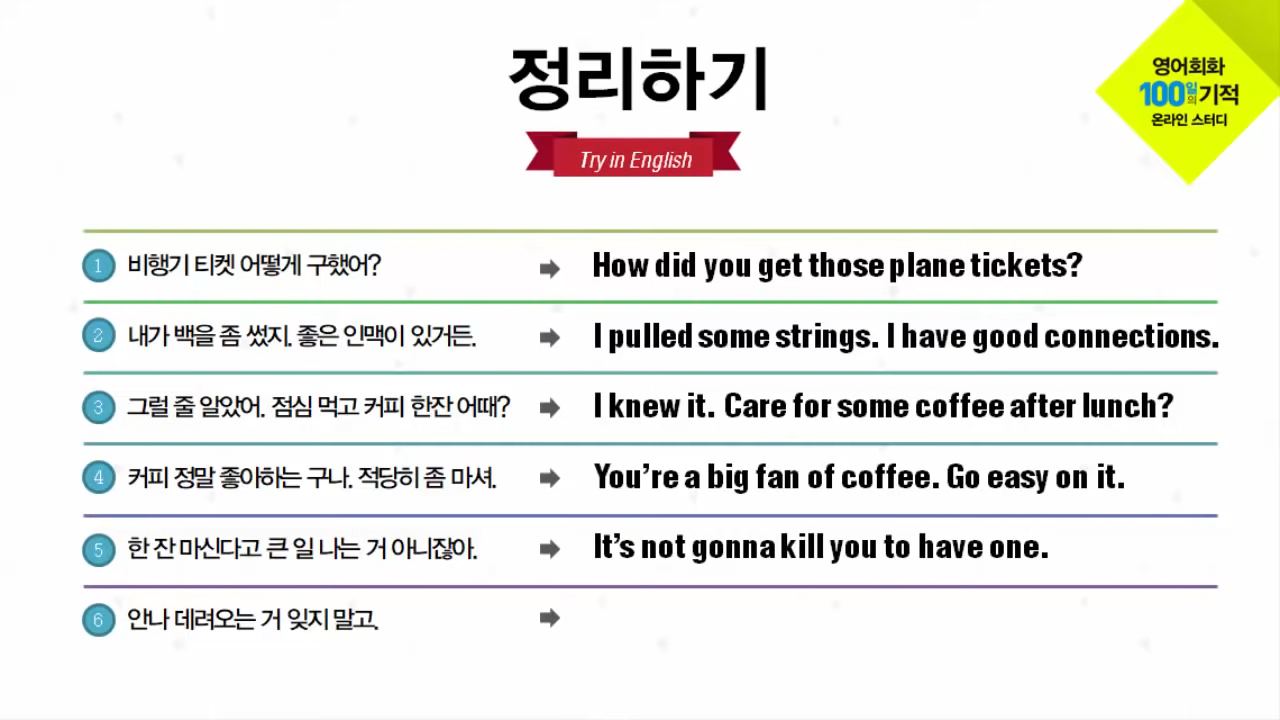 정리하기
영어회화
100일의 기적
온라인 스터디
Try in English
1 비행기 티켓 어떻게 구했어? How did you get those plane tickets?
2 내가 백을 좀 썼지. 좋은 인맥이 있거든. I pulled some strings. I have good connections.
3 그럴 줄 알았어. 점심 먹고 커피 한잔 어때? I knew it. Care for some coffee after lunch?
4 커피 정말 좋아하는 구나. 적당히 좀 마셔. You're a big fan of coffee. Go easy on it.
5 한 잔 마신다고 큰 일 나는 거 아니잖아. It's not gonna kill you to have one.
6 안나 데려오는 거 잊지 말고.